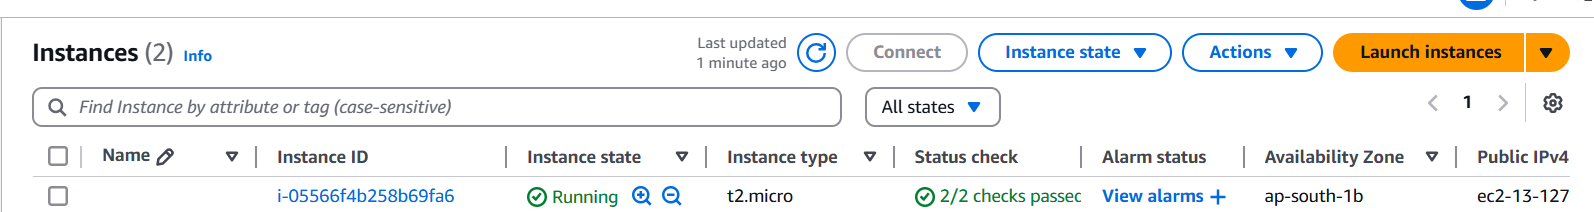 Instances (2) Info
Last updated
1 minute ago
Connect
Instance state
Actions
Launch instances
Find Instance by attribute or tag (case-sensitive)
All states
1
Name Instance ID Instance state Instance type Status check Alarm status Availability Zone Public IPv4
i-05566f4b258b69fa6 Running t2.micro 2/2 checks passed View alarms + ap-south-1b ec2-13-127